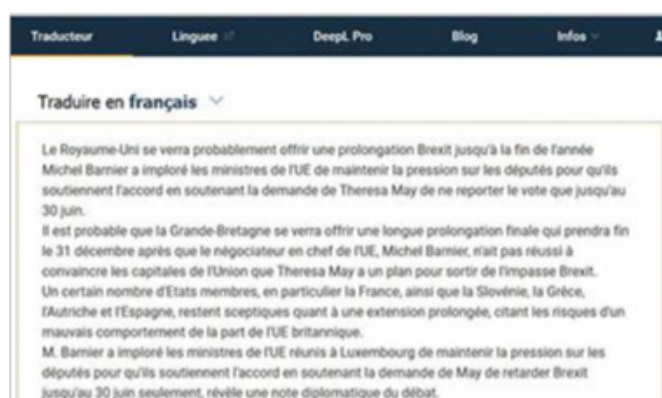 Traducteur Linguee DeepL Pro Blog Infos
Traduire en français
Le Royaume-Uni se verra probablement offrir une prolongation Brexit jusqu'à la fin de l'année
Michel Barnier a imploré les ministres de l'UE de maintenir la pression sur les députés pour qu'ils
soutiennent l'accord en soutenant la demande de Theresa May de ne reporter le vote que jusqu'au
30 juin.
Il est probable que la Grande-Bretagne se verra offrir une longue prolongation finale qui prendra fin
le 31 décembre après que le négociateur en chef de l'UE, Michel Barnier, n'ait pas réussi à
convaincre les capitales de l'Union que Theresa May a un plan pour sortir de l'impasse Brexit.
Un certain nombre d'Etats membres, en particulier la France, ainsi que la Slovénie, la Grèce,
l'Autriche et l'Espagne, restent sceptiques quant à une extension prolongée, citant les risques d'un
mauvais comportement de la part de l'UE britannique.
M. Barnier a imploré les ministres de l'UE réunis à Luxembourg de maintenir la pression sur les
députés pour qu'ils soutiennent l'accord en soutenant la demande de May de retarder Brexit
jusqu'au 30 juin seulement, révèle une note diplomatique du débat.